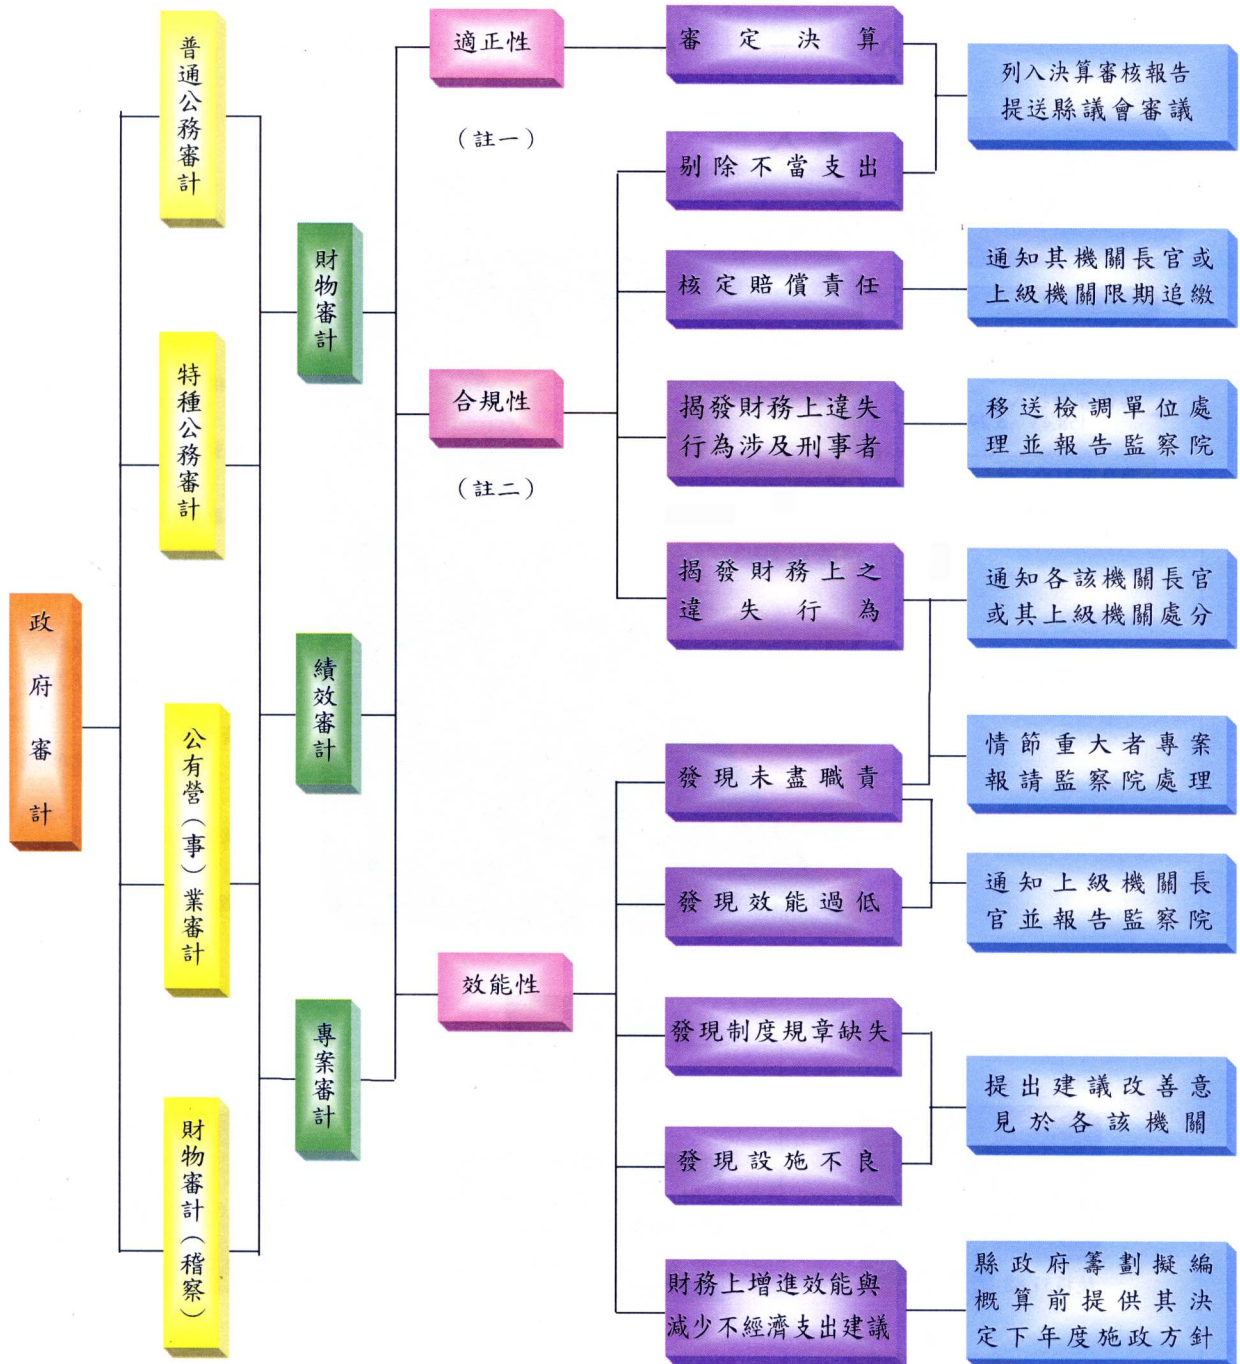 政府審計
普通公務審計
特種公務審計
公有營（事）業審計
財物審計（稽察）
財物審計
績效審計
專案審計
適正性
（註一）
合規性
（註二）
效能性
審定決算
剔除不當支出
核定賠償責任
揭發財務上違失
行為涉及刑事者
揭發財務上之
違失行為
發現未盡職責
發現效能過低
發現制度規章缺失
發現設施不良
財務上增進效能與
減少不經濟支出建議
列入決算審核報告
提送縣議會審議
通知其機關長官或
上級機關限期追繳
移送檢調單位處
理並報告監察院
通知各該機關長官
或其上級機關處分
情節重大者專案
報請監察院處理
通知上級機關長
官並報告監察院
提出建議改善意
見於各該機關
縣政府籌劃擬編
概算前提供其決
定下年度施政方針